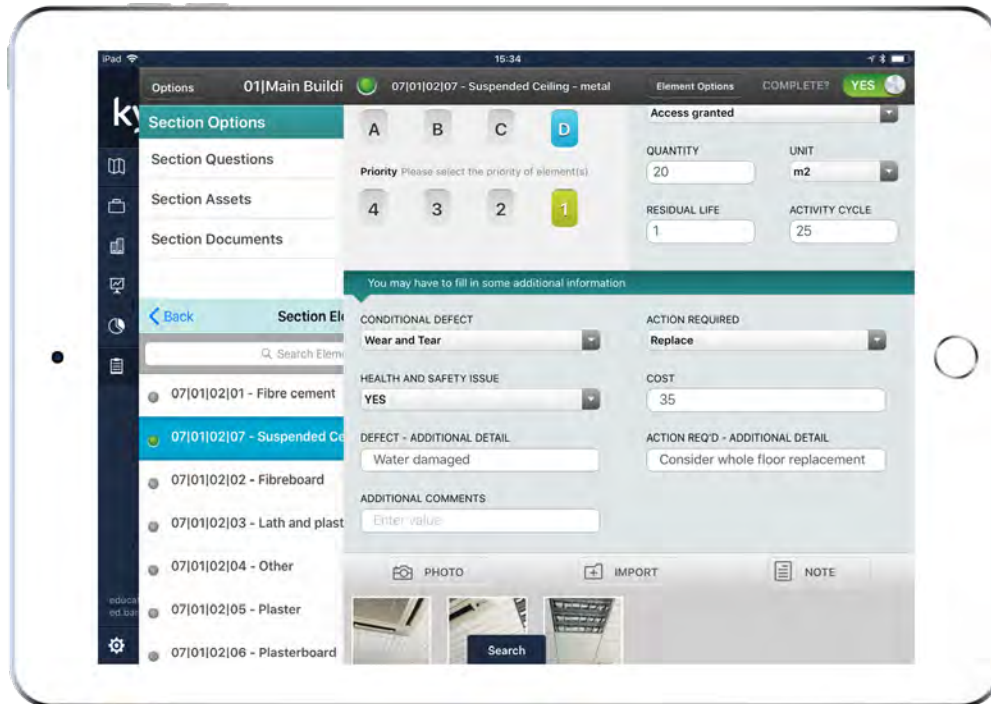 iPad
15:34
ky
Options
01|Main Buildi
07|01|02|07 - Suspended Ceiling - metal
Element Options
COMPLETE?
YES
Section Options
Section Questions
Section Assets
Section Documents
A
B
C
D
Priority Please select the priority of element(s)
4
3
2
1
Access granted
QUANTITY
UNIT
20
m2
RESIDUAL LIFE
ACTIVITY CYCLE
1
25
You may have to fill in some additional information
Back
Section Ele
Search Eleme
07|01|02|01 - Fibre cement
07|01|02|07 - Suspended Ce
07|01|02|02 - Fibreboard
07|01|02|03 - Lath and plast
07|01|02|04 - Other
07|01|02|05 - Plaster
07|01|02|06 - Plasterboard
CONDITIONAL DEFECT
ACTION REQUIRED
Wear and Tear
Replace
HEALTH AND SAFETY ISSUE
COST
YES
35
DEFECT - ADDITIONAL DETAIL
ACTION REQ'D - ADDITIONAL DETAIL
Water damaged
Consider whole floor replacement
ADDITIONAL COMMENTS
Enter value
PHOTO
IMPORT
NOTE
educa
ed.bar
Search